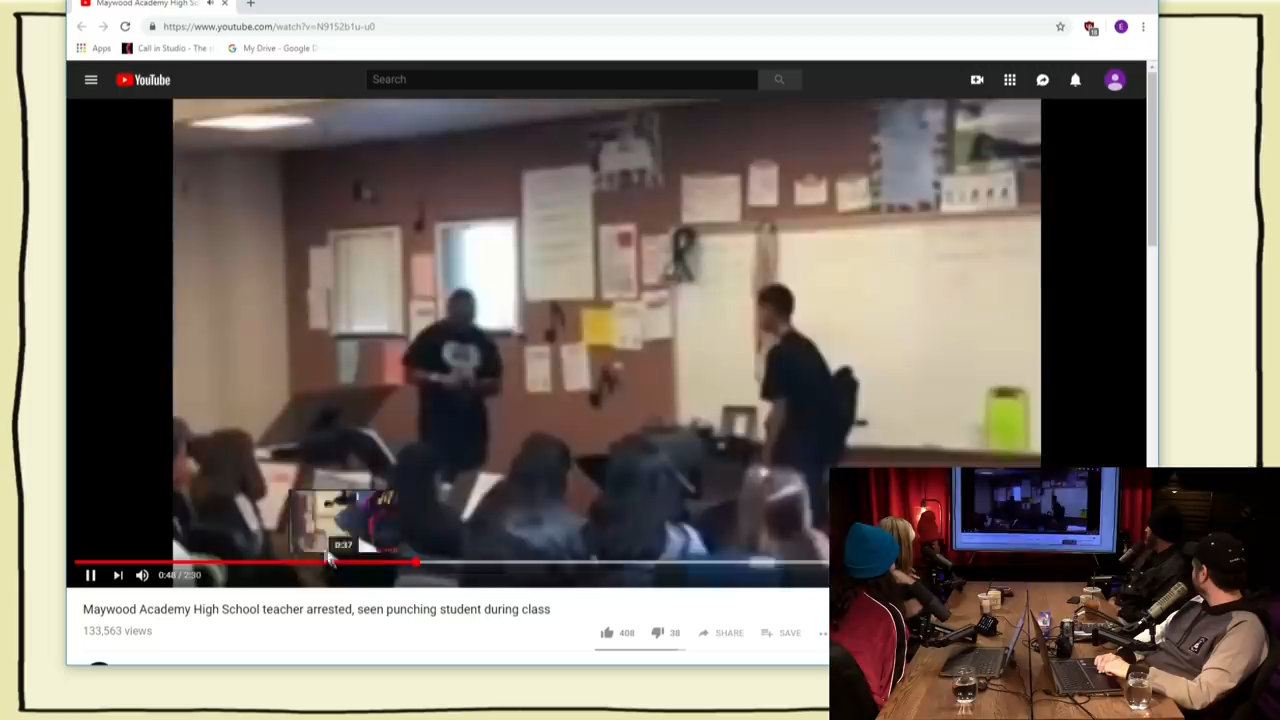 Maywood Academy High Sc
https://www.youtube.com/watch?v=N9152b1u-u0
Apps Call in Studio - The My Drive - Google D
YouTube
Search
0:37
0:48 / 2:30
Maywood Academy High School teacher arrested, seen punching student during class
133,563 views
408 38 SHARE SAVE